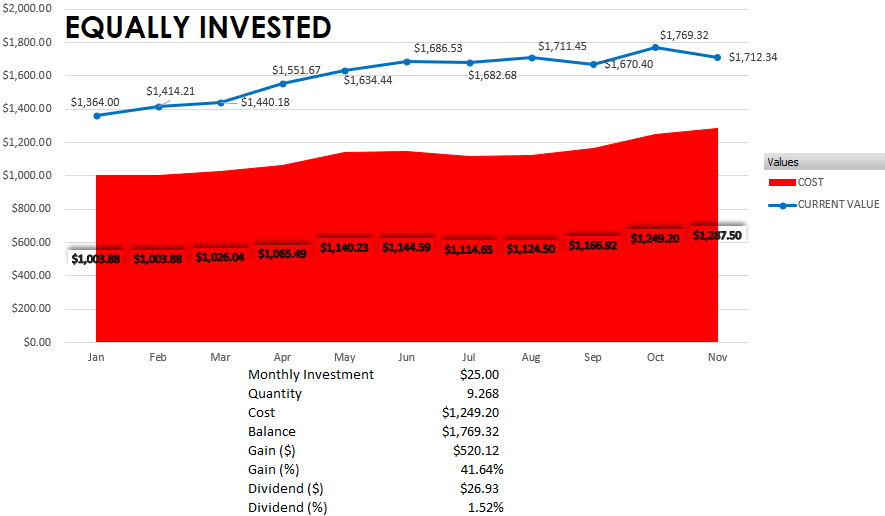 EQUALLY INVESTED
$2,000.00
$1,800.00
$1,600.00
$1,400.00
$1,200.00
$1,000.00
$800.00
$600.00
$400.00
$200.00
$0.00
$1,364.00
$1,414.21
$1,440.18
$1,551.67
$1,634.44
$1,686.53
$1,682.68
$1,711.45
$1,670.40
$1,769.32
$1,712.34
$1,003.88
$1,003.88
$1,026.04
$1,065.49
$1,140.23
$1,144.59
$1,114.65
$1,124.50
$1,166.92
$1,249.20
$1,287.50
Jan Feb Mar Apr May Jun Jul Aug Sep Oct Nov
Values
COST
CURRENT VALUE
Monthly Investment $25.00
Quantity 9.268
Cost $1,249.20
Balance $1,769.32
Gain ($) $520.12
Gain (%) 41.64%
Dividend ($) $26.93
Dividend (%) 1.52%